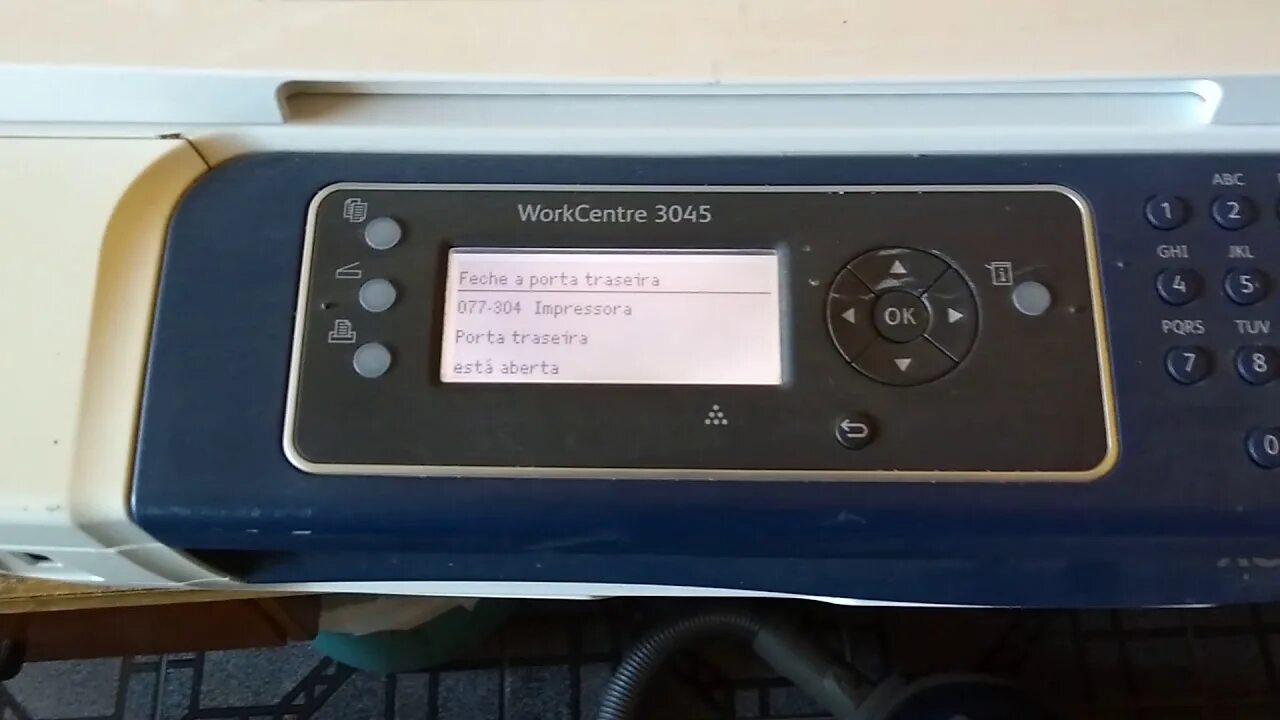 WorkCentre 3045
Feche a porta traseira
077-304 Impressora
Porta traseira
está aberta
OK
ABC
1 2
GHI JKL
4 5
PQRS TUV
7 8
0